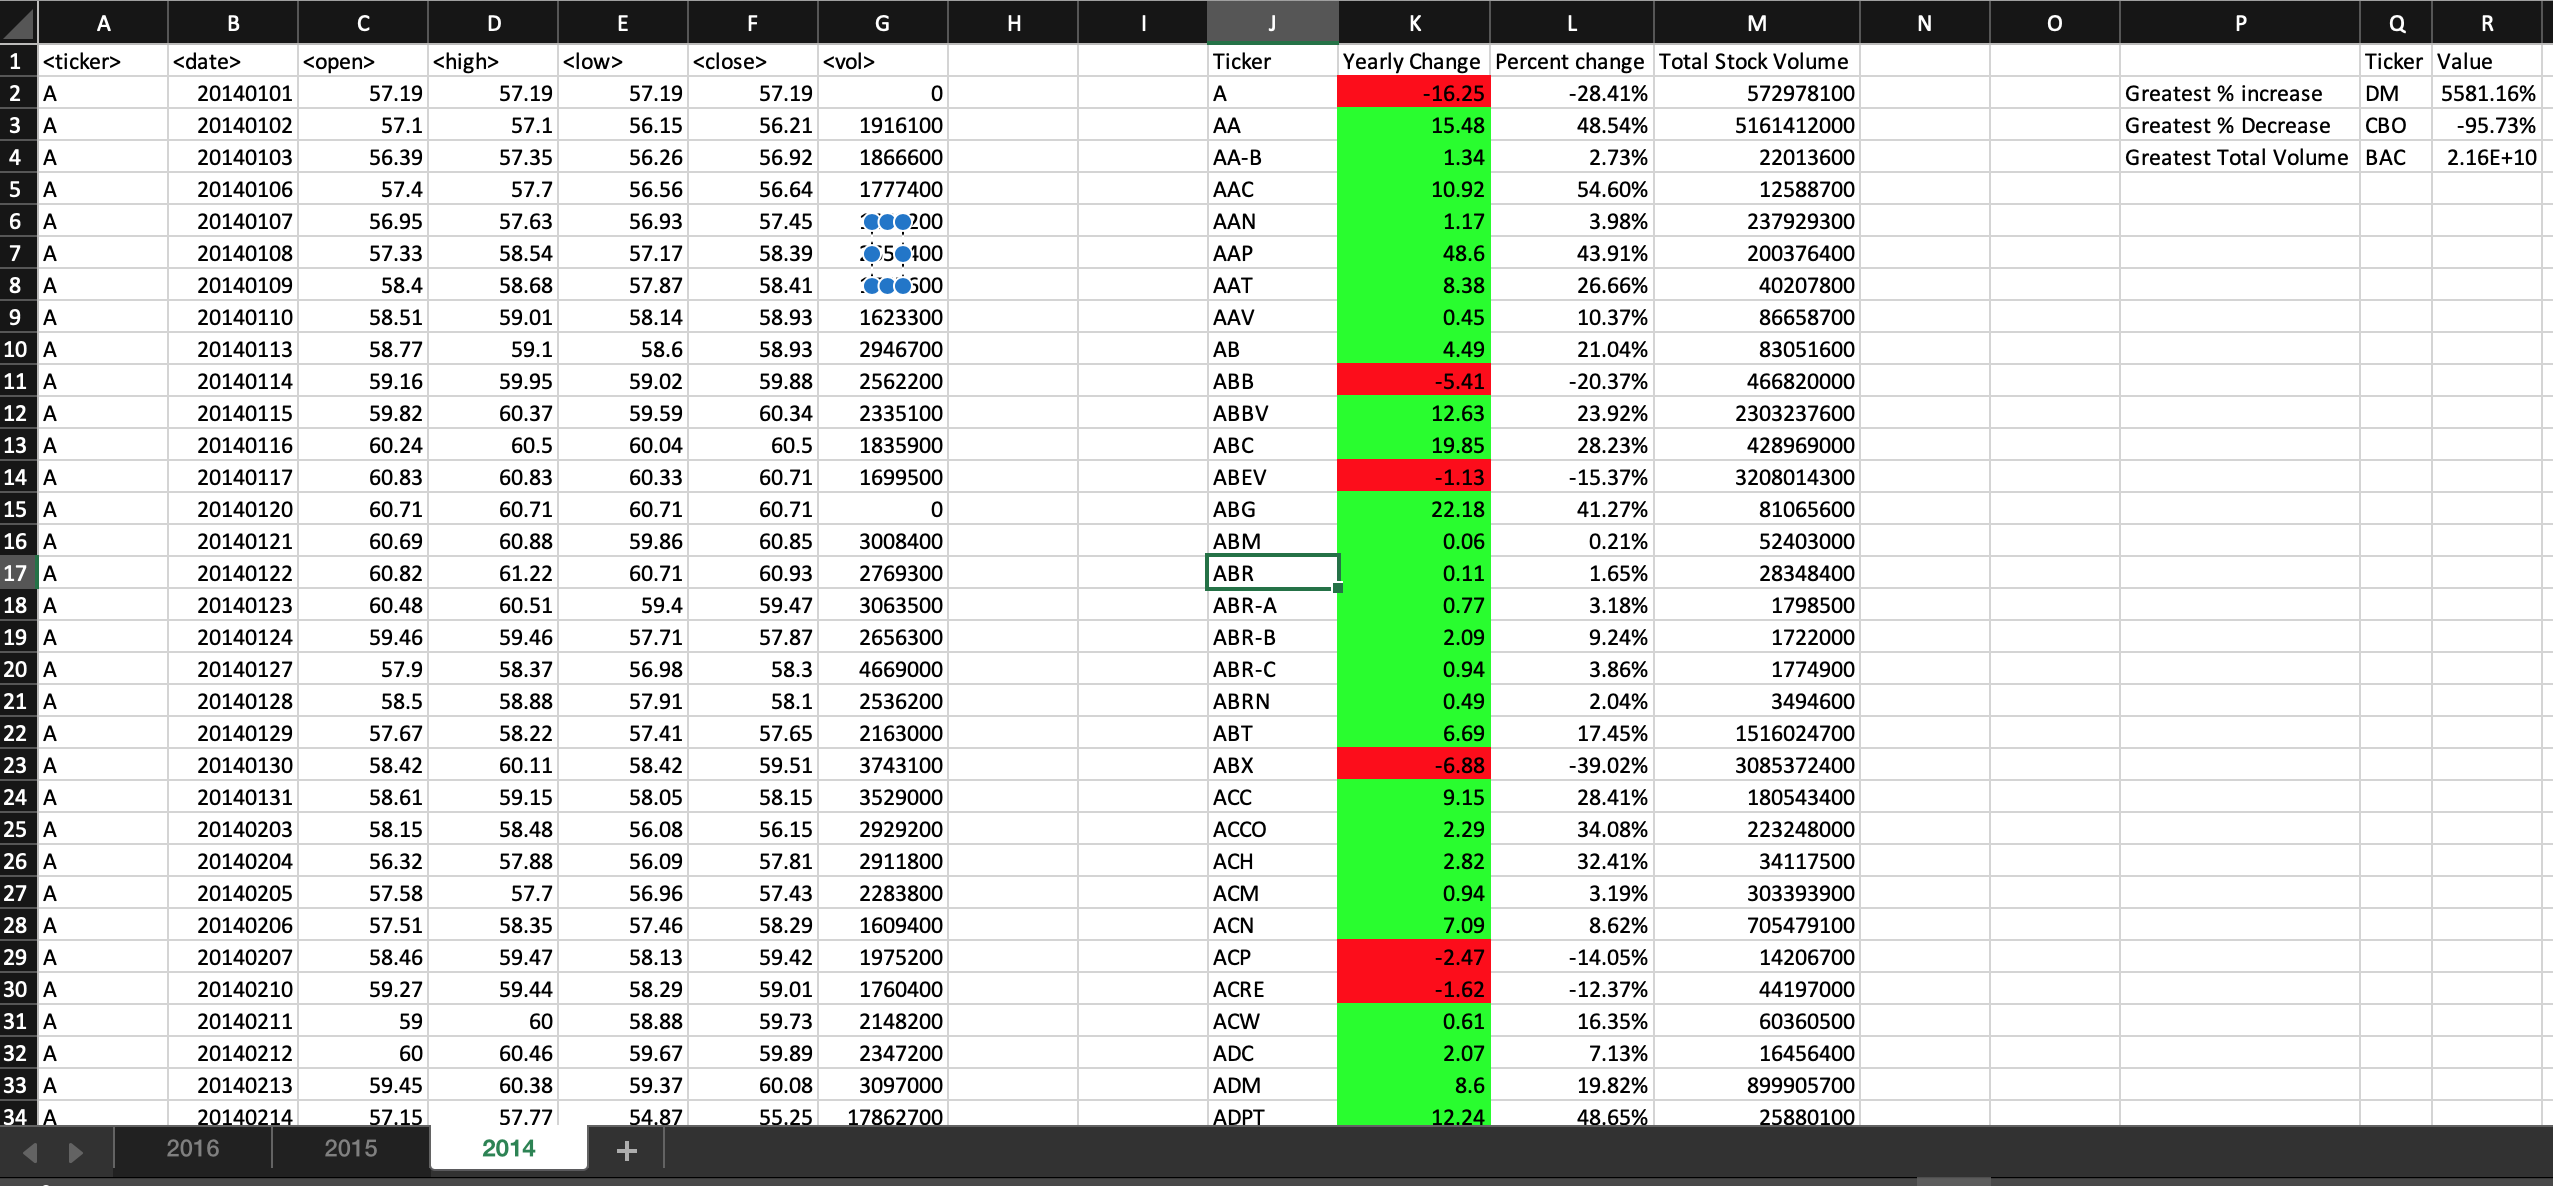 A B C D E F G H I J K L M N O P Q R
1 <ticker> <date> <open> <high> <low> <close> <vol> Ticker Yearly Change Percent change Total Stock Volume Ticker Value
2 A 20140101 57.19 57.19 57.19 57.19 0 A -16.25 -28.41% 572978100 Greatest % increase DM 5581.16%
3 A 20140102 57.1 57.1 56.15 56.21 1916100 AA 15.48 48.54% 5161412000 Greatest % Decrease CBO -95.73%
4 A 20140103 56.39 57.35 56.26 56.92 1866600 AA-B 1.34 2.73% 22013600 Greatest Total Volume BAC 2.16E+10
5 A 20140106 57.4 57.7 56.56 56.64 1777400 AAC 10.92 54.60% 12588700
6 A 20140107 56.95 57.63 56.93 57.45 AAN 1.17 3.98% 237929300
7 A 20140108 57.33 58.54 57.17 58.39 AAP 48.6 43.91% 200376400
8 A 20140109 58.4 58.68 57.87 58.41 AAT 8.38 26.66% 40207800
9 A 20140110 58.51 59.01 58.14 58.93 1623300 AAV 0.45 10.37% 86658700
10 A 20140113 58.77 59.1 58.6 58.93 2946700 AB 4.49 21.04% 83051600
11 A 20140114 59.16 59.95 59.02 59.88 2562200 ABB -5.41 -20.37% 466820000
12 A 20140115 59.82 60.37 59.59 60.34 2335100 ABBV 12.63 23.92% 2303237600
13 A 20140116 60.24 60.5 60.04 60.5 1835900 ABC 19.85 28.23% 428969000
14 A 20140117 60.83 60.83 60.33 60.71 1699500 ABEV -1.13 -15.37% 3208014300
15 A 20140120 60.71 60.71 60.71 60.71 0 ABG 22.18 41.27% 81065600
16 A 20140121 60.69 60.88 59.86 60.85 3008400 ABM 0.06 0.21% 52403000
17 A 20140122 60.82 61.22 60.71 60.93 2769300 ABR 0.11 1.65% 28348400
18 A 20140123 60.48 60.51 59.4 59.47 3063500 ABR-A 0.77 3.18% 1798500
19 A 20140124 59.46 59.46 57.71 57.87 2656300 ABR-B 2.09 9.24% 1722000
20 A 20140127 57.9 58.37 56.98 58.3 4669000 ABR-C 0.94 3.86% 1774900
21 A 20140128 58.5 58.88 57.91 58.1 2536200 ABRN 0.49 2.04% 3494600
22 A 20140129 57.67 58.22 57.41 57.65 2163000 ABT 6.69 17.45% 1516024700
23 A 20140130 58.42 60.11 58.42 59.51 3743100 ABX -6.88 -39.02% 3085372400
24 A 20140131 58.61 59.15 58.05 58.15 3529000 ACC 9.15 28.41% 180543400
25 A 20140203 58.15 58.48 56.08 56.15 2929200 ACCO 2.29 34.08% 223248000
26 A 20140204 56.32 57.88 56.09 57.81 2911800 ACH 2.82 32.41% 34117500
27 A 20140205 57.58 57.7 56.96 57.43 2283800 ACM 0.94 3.19% 303393900
28 A 20140206 57.51 58.35 57.46 58.29 1609400 ACN 7.09 8.62% 705479100
29 A 20140207 58.46 59.47 58.13 59.42 1975200 ACP -2.47 -14.05% 14206700
30 A 20140210 59.27 59.44 58.29 59.01 1760400 ACRE -1.62 -12.37% 44197000
31 A 20140211 59 60 58.88 59.73 2148200 ACW 0.61 16.35% 60360500
32 A 20140212 60 60.46 59.67 59.89 2347200 ADC 2.07 7.13% 16456400
33 A 20140213 59.45 60.38 59.37 60.08 3097000 ADM 8.6 19.82% 899905700
34 A 20140214 57.15 57.77 54.87 55.25 17862700 ADPT 12.24 48.65% 25880100
2016 2015 2014 +